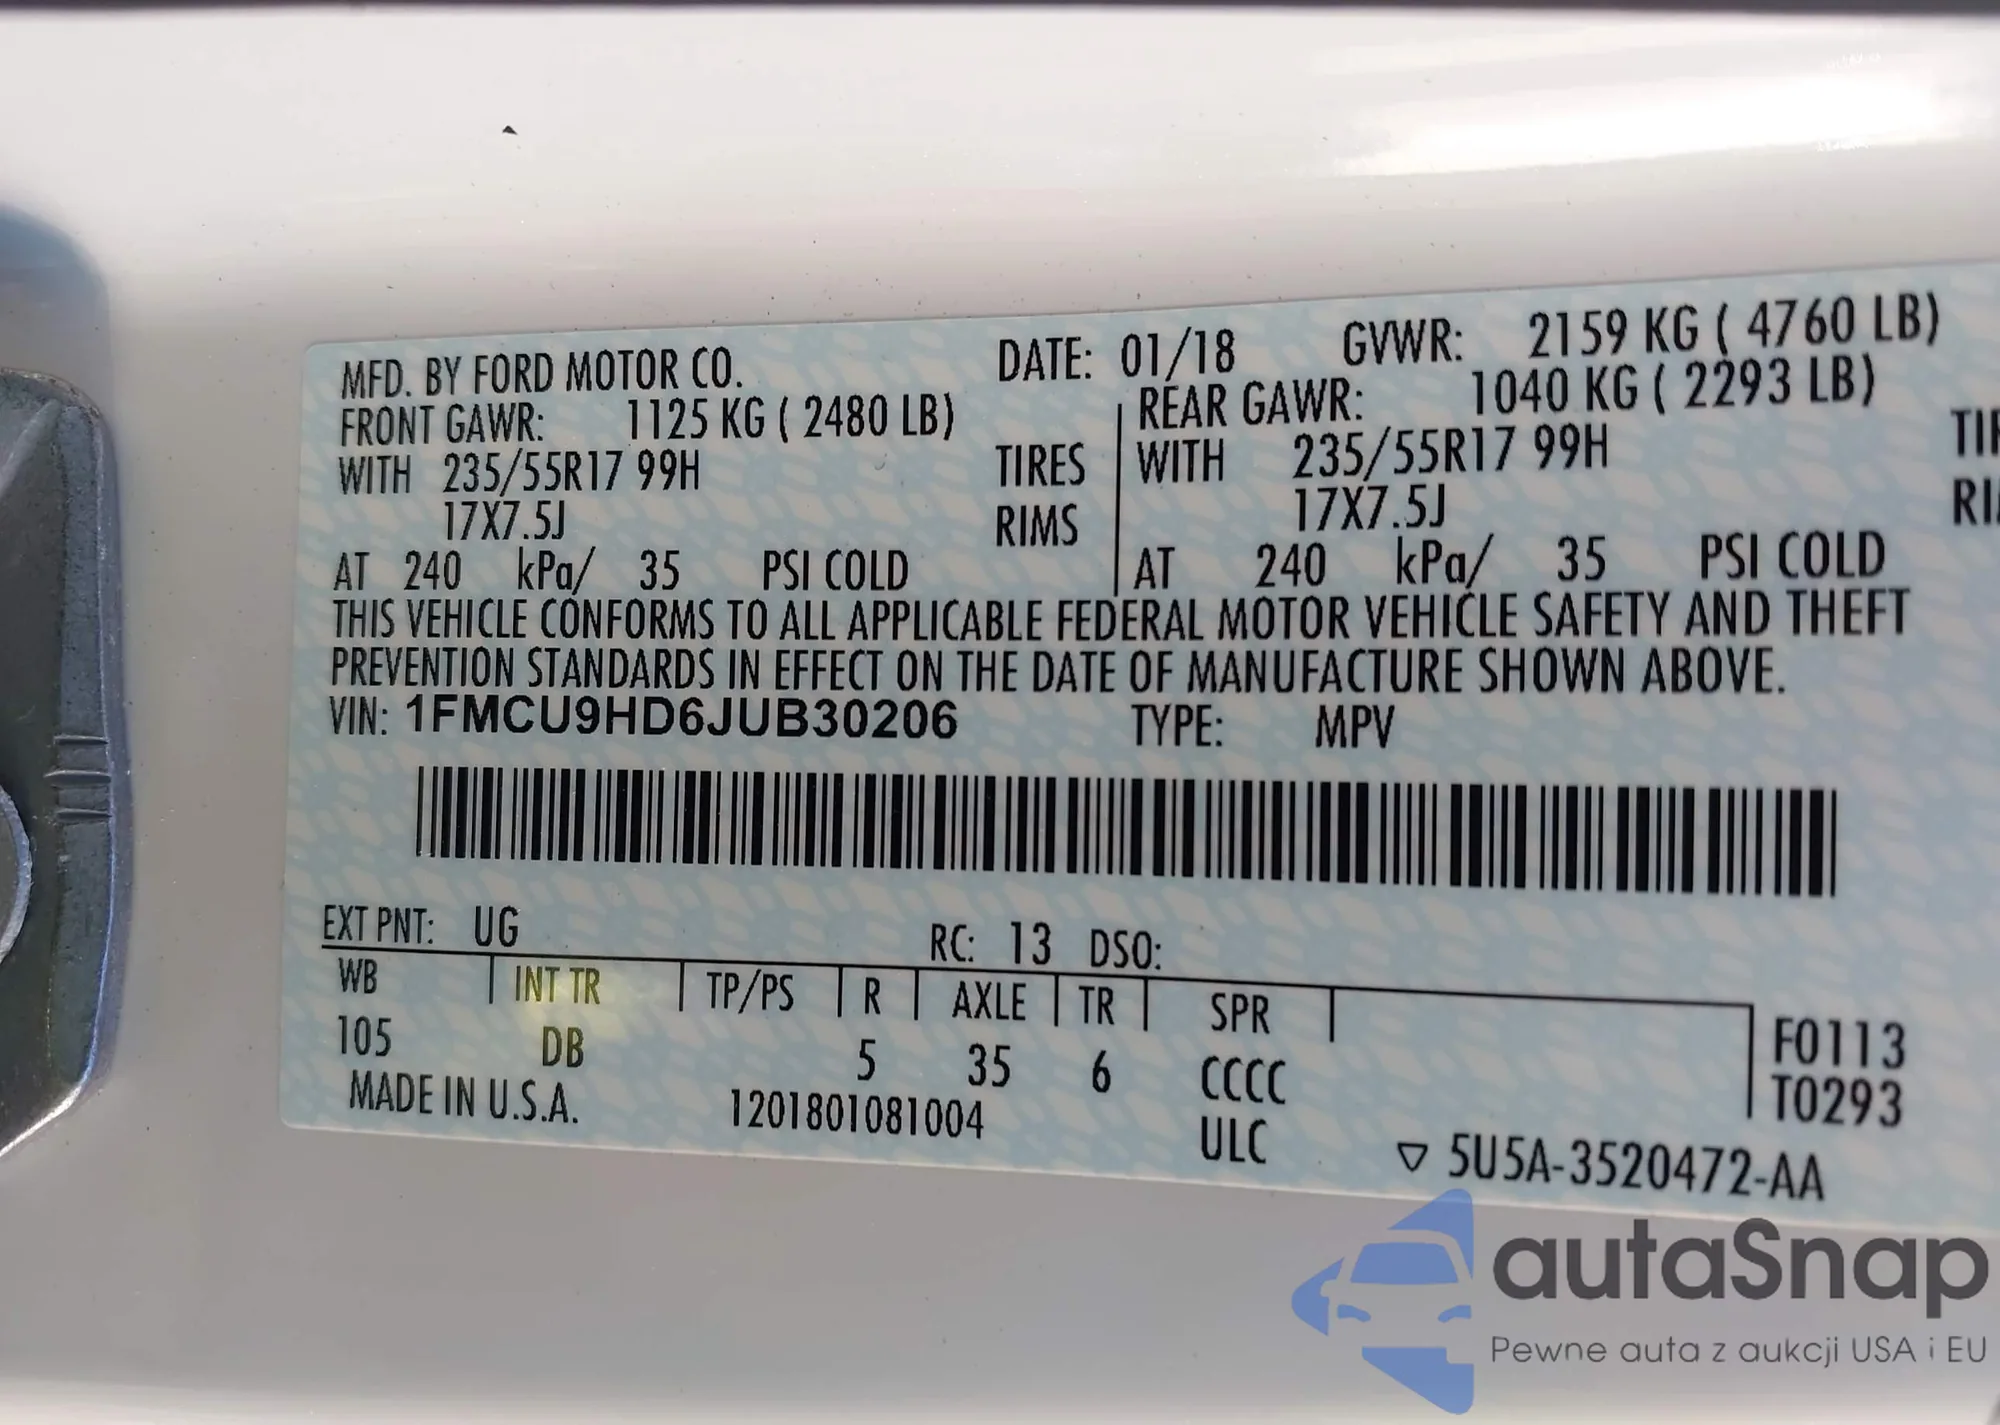 MFD. BY FORD MOTOR CO. DATE: 01/18 GVWR: 2159 KG ( 4760 LB)
FRONT GAWR: 1125 KG ( 2480 LB) REAR GAWR: 1040 KG ( 2293 LB)
WITH 235/55R17 99H TIRES WITH 235/55R17 99H
17X7.5J RIMS 17X7.5J
AT 240 kPa/ 35 PSI COLD AT 240 kPa/ 35 PSI COLD
THIS VEHICLE CONFORMS TO ALL APPLICABLE FEDERAL MOTOR VEHICLE SAFETY AND THEFT
PREVENTION STANDARDS IN EFFECT ON THE DATE OF MANUFACTURE SHOWN ABOVE.
VIN: 1FMCU9HD6JUB30206 TYPE: MPV
EXT PNT: UG RC: 13 DSO:
WB INT TR TP/PS R AXLE TR SPR
105 DB 5 35 6 CCCC F0113
MADE IN U.S.A. 1201801081004 ULC T0293
5U5A-3520472-AA
autaSnap
Pewne auta z aukcji USA i EU